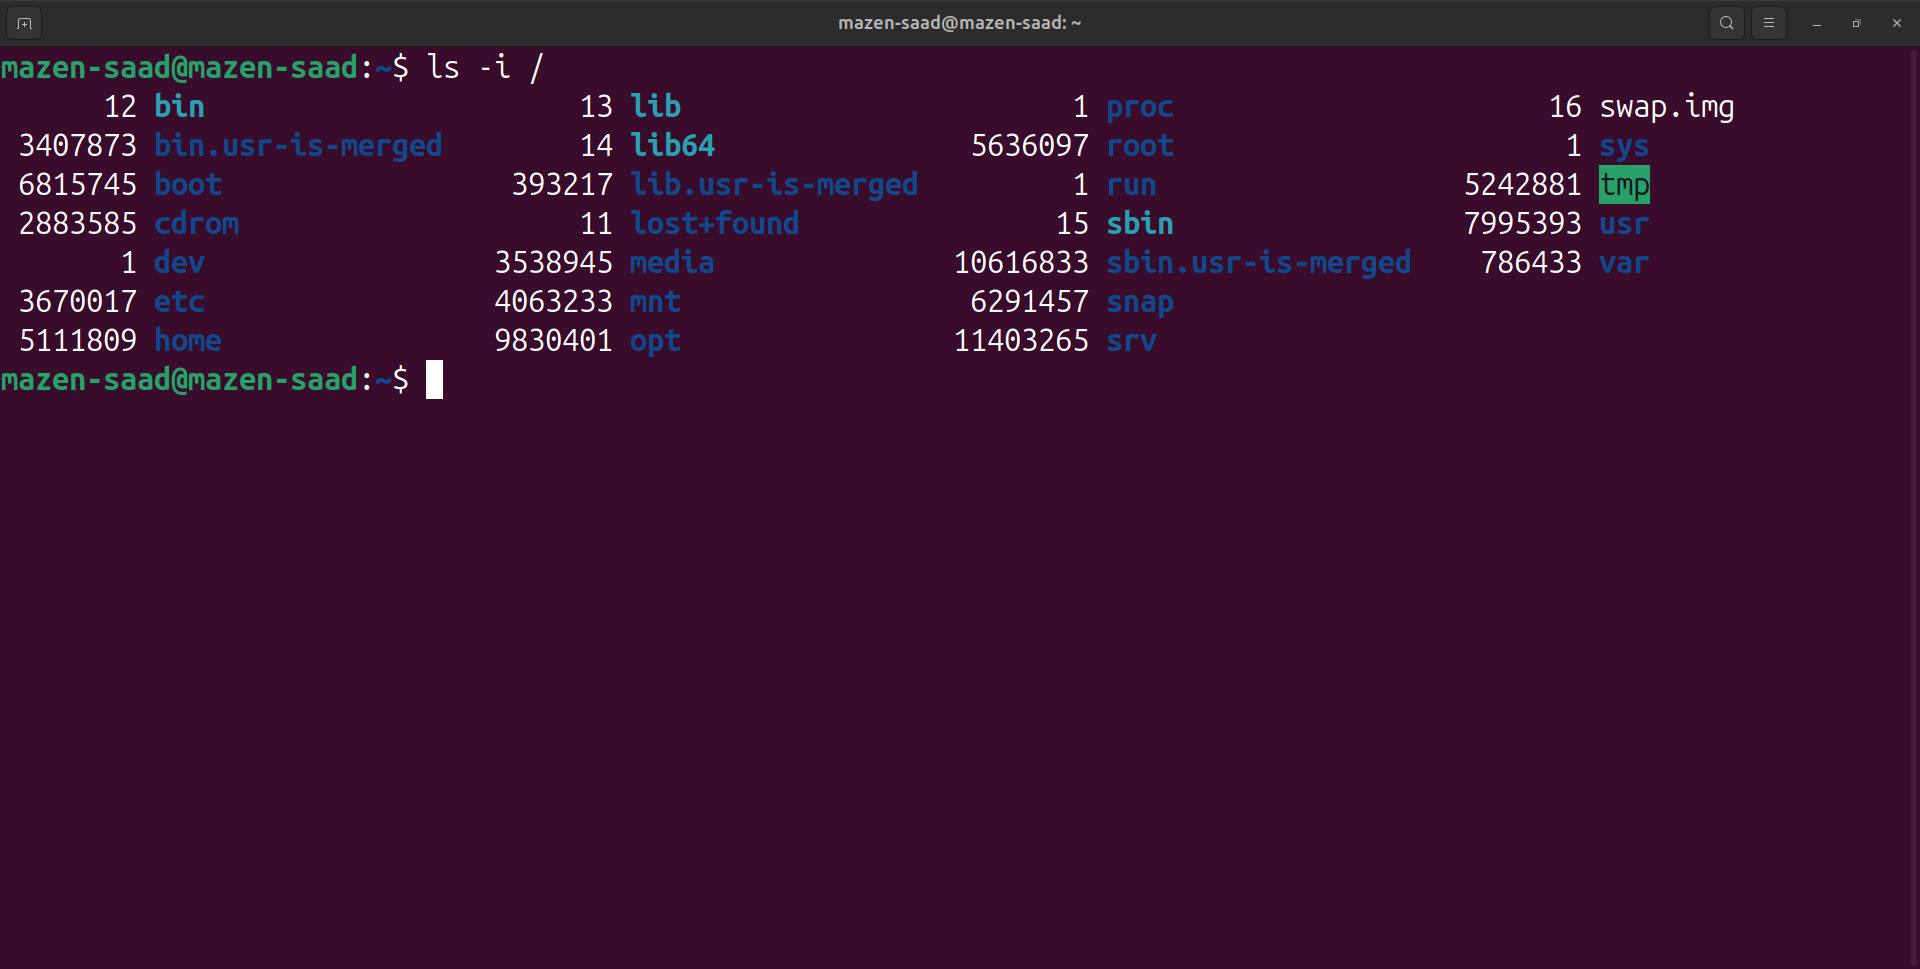 mazen-saad@mazen-saad: ~
mazen-saad@mazen-saad:~$ ls -i /
12 bin 13 lib 1 proc 16 swap.img
3407873 bin.usr-is-merged 14 lib64 5636097 root 1 sys
6815745 boot 393217 lib.usr-is-merged 1 run 5242881 tmp
2883585 cdrom 11 lost+found 15 sbin 7995393 usr
1 dev 3538945 media 10616833 sbin.usr-is-merged 786433 var
3670017 etc 4063233 mnt 6291457 snap
5111809 home 9830401 opt 11403265 srv
mazen-saad@mazen-saad:~$